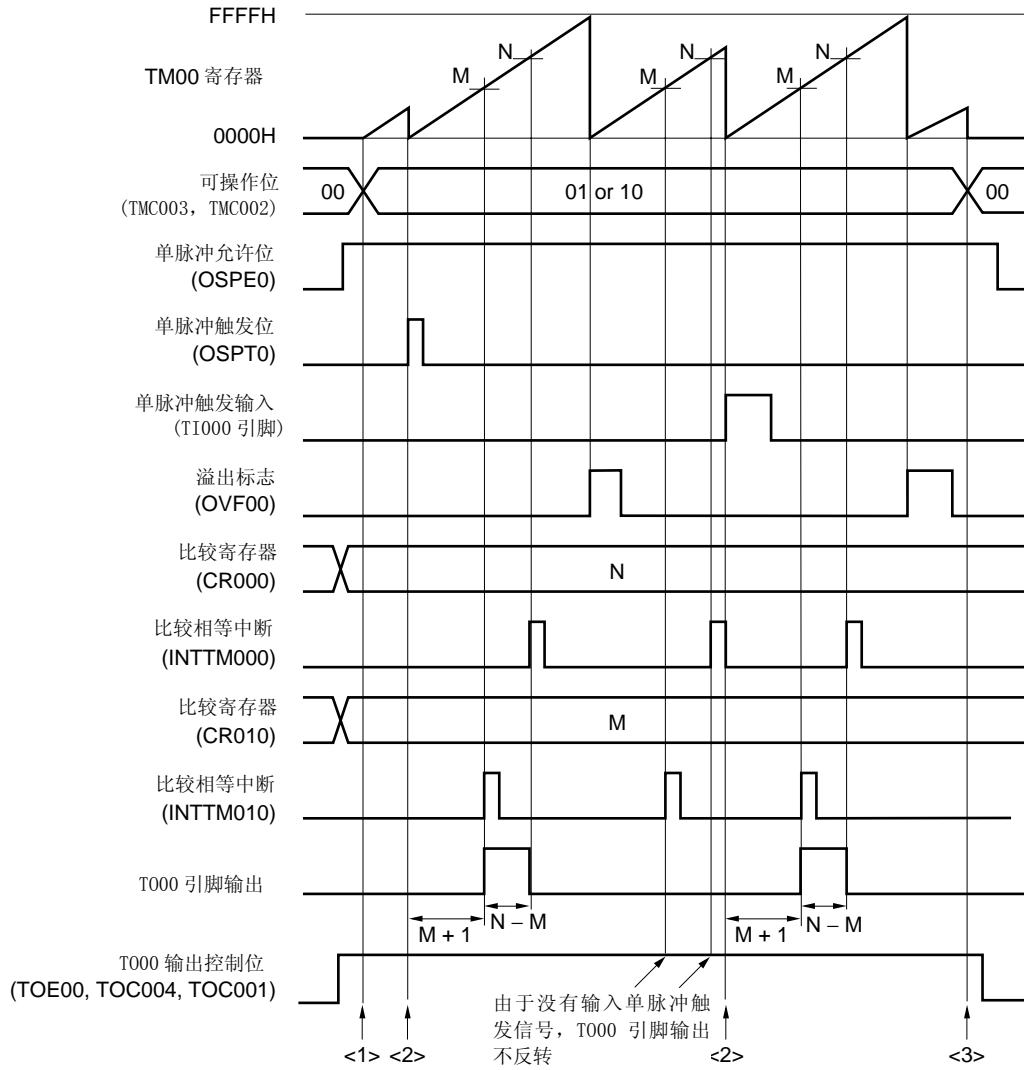 FFFFH
TM00 寄存器
0000H
M N M N M N
可操作位
(TMC003, TMC002)
00 01 or 10 00
单脉冲允许位
(OSPE0)
单脉冲触发位
(OSPT0)
单脉冲触发输入
(TI000 引脚)
溢出标志
(OVF00)
比较寄存器
(CR000)
N
比较相等中断
(INTTM000)
比较寄存器
(CR010)
M
比较相等中断
(INTTM010)
TO00 引脚输出
M + 1 N − M M + 1 N − M
TO00 输出控制位
(TOE00, TOC004, TOC001)
由于没有输入单脉冲触
发信号，TO00 引脚输出
不反转
<1> <2> <2> <3>